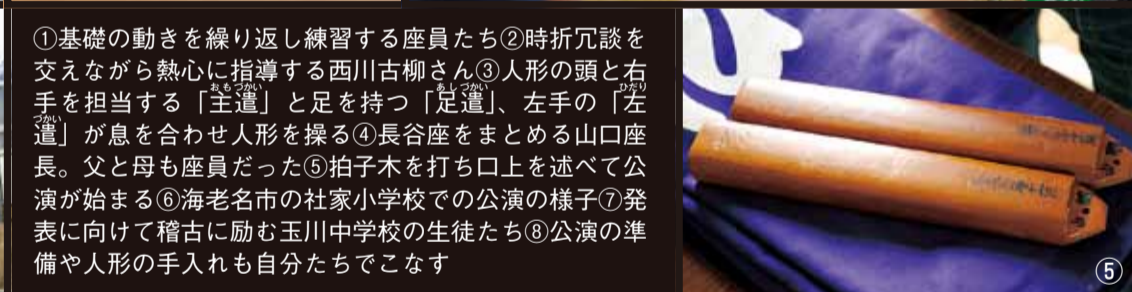 ①基礎の動きを繰り返し練習する座員たち②時折冗談を
交えながら熱心に指導する西川古柳さん③人形の頭と右
手を担当する「主遣」と足を持つ「足遣」、左手の「左
遣」が息を合わせ人形を操る④長谷座をまとめる山口座
長。父と母も座員だった⑤拍子木を打ち口上を述べて公
演が始まる⑥海老名市の社家小学校での公演の様子⑦発
表に向けて稽古に励む玉川中学校の生徒たち⑧公演の準
備や人形の手入れも自分たちでこなす
⑤